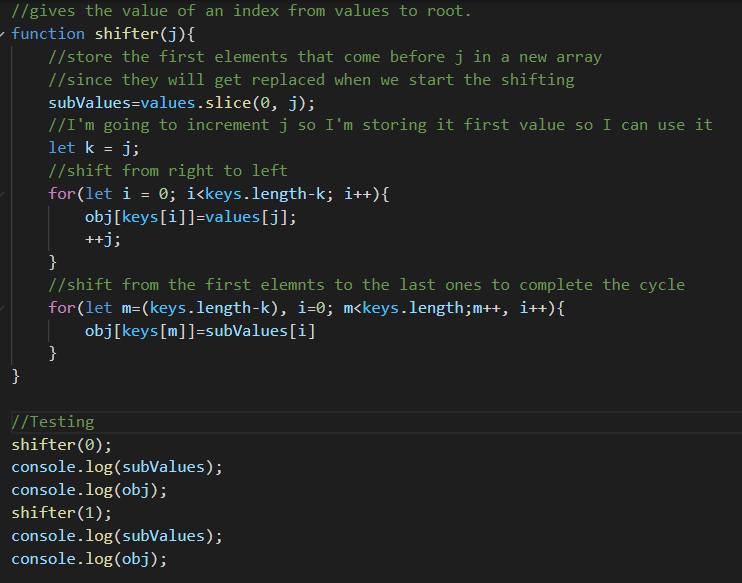 //gives the value of an index from values to root.
function shifter(j){
//store the first elements that come before j in a new array
//since they will get replaced when we start the shifting
subValues=values.slice(0, j);
//I'm going to increment j so I'm storing it first value so I can use it
let k = j;
//shift from right to left
for(let i = 0; i<keys.length-k; i++){
obj[keys[i]]=values[j];
++j;
}
//shift from the first elemnts to the last ones to complete the cycle
for(let m=(keys.length-k), i=0; m<keys.length;m++, i++){
obj[keys[m]]=subValues[i]
}
}
//Testing
shifter(0);
console.log(subValues);
console.log(obj);
shifter(1);
console.log(subValues);
console.log(obj);